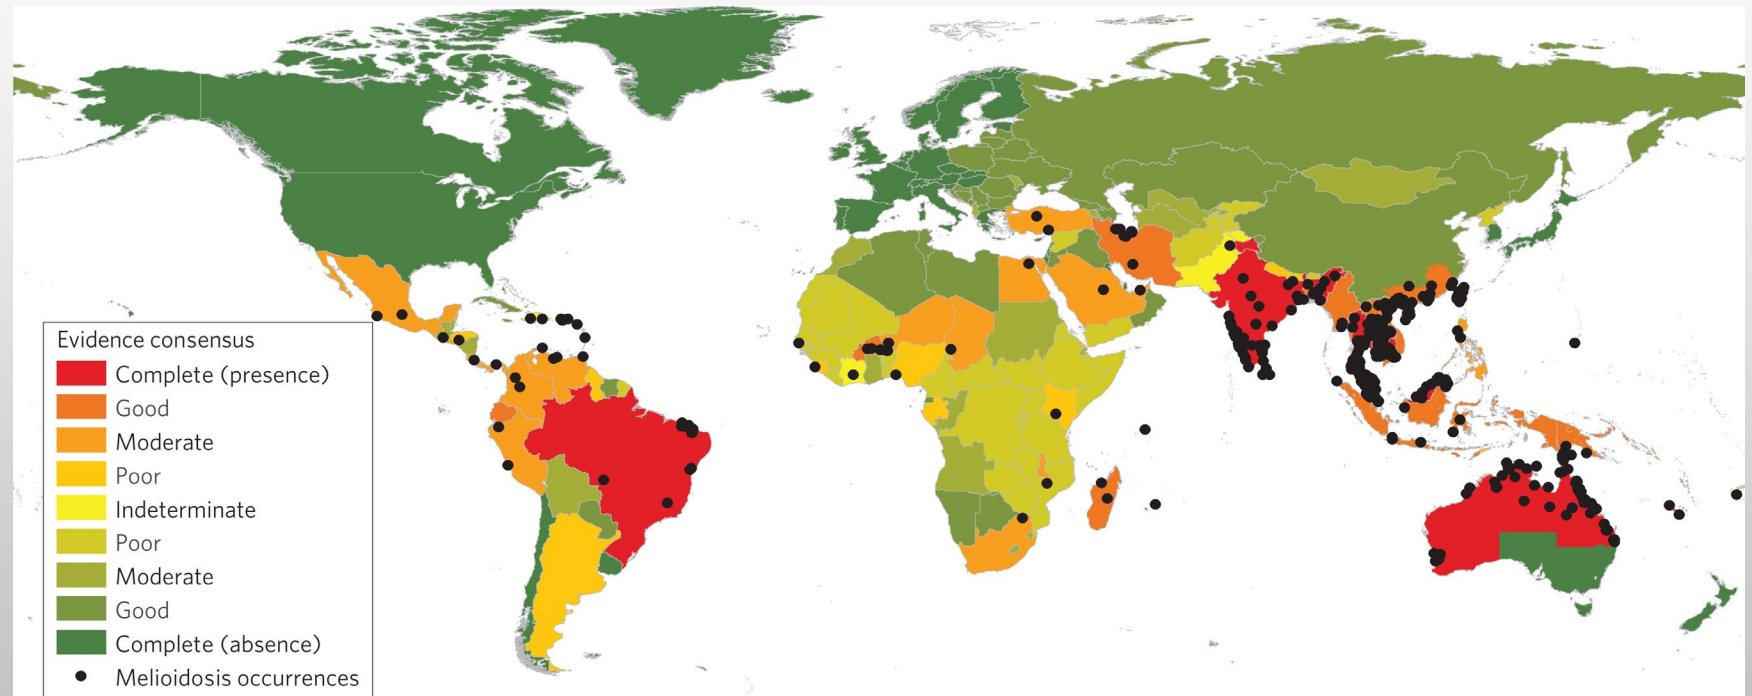 Evidence consensus
Complete (presence)
Good
Moderate
Poor
Indeterminate
Poor
Moderate
Good
Complete (absence)
Melioidosis occurrences